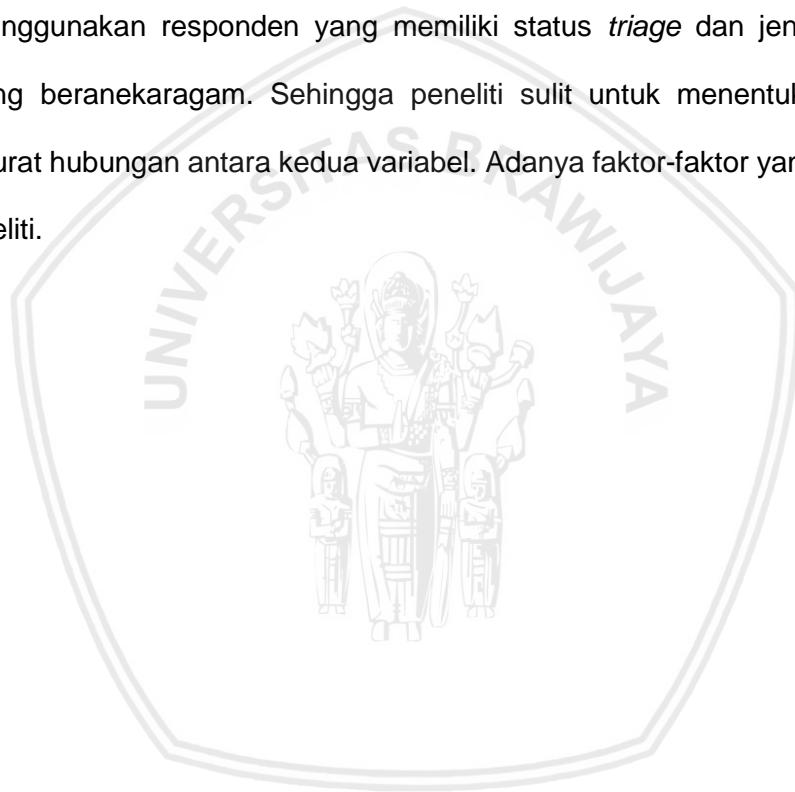 nggunakan responden yang memiliki status triage dan jen
ng beranekaragam. Sehingga peneliti sulit untuk menentuk
urat hubungan antara kedua variabel. Adanya faktor-faktor yan
eliti.
UNIVERSITAS BRAWIJAYA